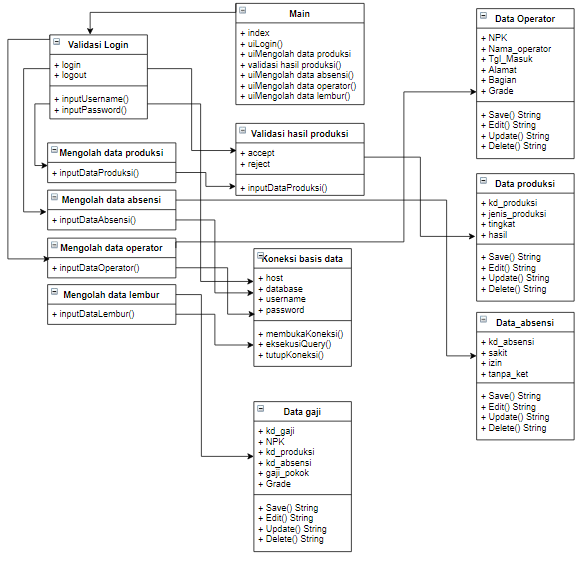 Main
+ index
+ uiLogin()
+ uiMengolah data produksi
+ validasi hasil produksi()
+ uiMengolah data absensi()
+ uiMengolah data operator()
+ uiMengolah data lembur()
Validasi Login
+ login
+ logout
+ inputUsername()
+ inputPassword()
Data Operator
+ NPK
+ Nama_operator
+ Tgl_Masuk
+ Alamat
+ Bagian
+ Grade
+ Save() String
+ Edit() String
+ Update() String
+ Delete() String
Validasi hasil produksi
+ accept
+ reject
+ inputDataProduksi()
Mengolah data produksi
+ inputDataProduksi()
Mengolah data absensi
+ inputDataAbsensi()
Mengolah data operator
+ inputDataOperator()
Mengolah data lembur
+ inputDataLembur()
Data produksi
+ kd_produksi
+ jenis_produksi
+ tingkat
+ hasil
+ Save() String
+ Edit() String
+ Update() String
+ Delete() String
Koneksi basis data
+ host
+ database
+ username
+ password
+ membukaKoneksi()
+ eksekusiQuery()
+ tutupKoneksi()
Data_absensi
+ kd_absensi
+ sakit
+ izin
+ tanpa_ket
+ Save() String
+ Edit() String
+ Update() String
+ Delete() String
Data gaji
+ kd_gaji
+ NPK
+ kd_produksi
+ kd_absensi
+ gaji_pokok
+ Grade
+ Save() String
+ Edit() String
+ Update() String
+ Delete() String